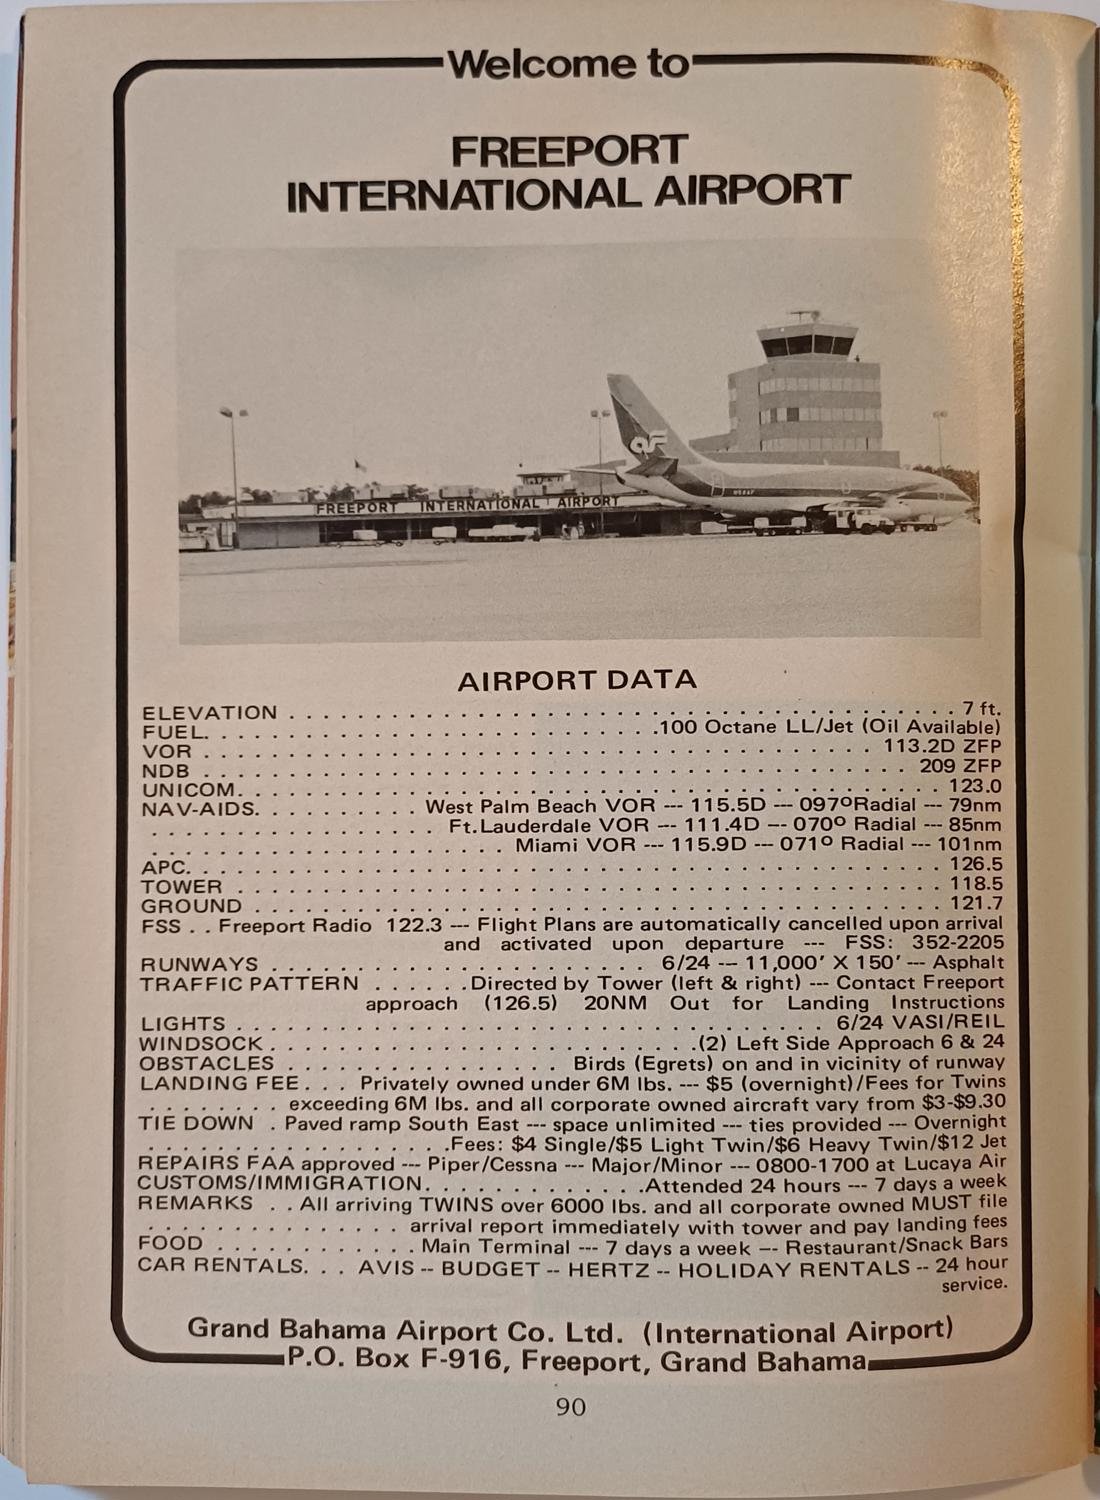 Welcome to
FREEPORT
INTERNATIONAL AIRPORT
FREEPORT INTERNATIONAL AIRPORT
AIRPORT DATA
ELEVATION . . . . . . . . . . . . . . . . . . . . . . . . . . . . . . . . . . . . . . . . 7 ft.
FUEL. . . . . . . . . . . . . . . . . . . . . . . . . . .100 Octane LL/Jet (Oil Available)
VOR . . . . . . . . . . . . . . . . . . . . . . . . . . . . . . . . . . . . . . . 113.2D ZFP
NDB . . . . . . . . . . . . . . . . . . . . . . . . . . . . . . . . . . . . . . . . . 209 ZFP
UNICOM. . . . . . . . . . . . . . . . . . . . . . . . . . . . . . . . . . . . . . . . . 123.0
NAV-AIDS. . . . . . . . . . West Palm Beach VOR --- 115.5D --- 097ºRadial --- 79nm
. . . . . . . . . . . . . . . . . Ft. Lauderdale VOR --- 111.4D --- 070º Radial --- 85nm
. . . . . . . . . . . . . . . . . . . . . Miami VOR --- 115.9D --- 071º Radial --- 101nm
APC. . . . . . . . . . . . . . . . . . . . . . . . . . . . . . . . . . . . . . . . . . . . 126.5
TOWER . . . . . . . . . . . . . . . . . . . . . . . . . . . . . . . . . . . . . . . . . 118.5
GROUND . . . . . . . . . . . . . . . . . . . . . . . . . . . . . . . . . . . . . . . . 121.7
FSS . . Freeport Radio 122.3 --- Flight Plans are automatically cancelled upon arrival
and activated upon departure --- FSS: 352-2205
RUNWAYS . . . . . . . . . . . . . . . . . . . . . . . 6/24 --- 11,000' X 150' --- Asphalt
TRAFFIC PATTERN . . . . . .Directed by Tower (left & right) --- Contact Freeport
approach (126.5) 20NM Out for Landing Instructions
LIGHTS . . . . . . . . . . . . . . . . . . . . . . . . . . . . . . . . . . . 6/24 VASI/REIL
WINDSOCK . . . . . . . . . . . . . . . . . . . . . . . . . .(2) Left Side Approach 6 & 24
OBSTACLES . . . . . . . . . . . . . . . . . Birds (Egrets) on and in vicinity of runway
LANDING FEE . . . Privately owned under 6M lbs. --- $5 (overnight)/Fees for Twins
. . . . . . . . exceeding 6M lbs. and all corporate owned aircraft vary from $3-$9.30
TIE DOWN . Paved ramp South East --- space unlimited --- ties provided --- Overnight
. . . . . . . . . . . . . . . . . .Fees: $4 Single/$5 Light Twin/$6 Heavy Twin/$12 Jet
REPAIRS FAA approved --- Piper/Cessna --- Major/Minor --- 0800-1700 at Lucaya Air
CUSTOMS/IMMIGRATION. . . . . . . . . . . . . .Attended 24 hours --- 7 days a week
REMARKS . . All arriving TWINS over 6000 lbs. and all corporate owned MUST file
. . . . . . . . . . . . . . . arrival report immediately with tower and pay landing fees
FOOD . . . . . . . . . . . . Main Terminal --- 7 days a week --- Restaurant/Snack Bars
CAR RENTALS. . . AVIS -- BUDGET -- HERTZ -- HOLIDAY RENTALS -- 24 hour
service.
Grand Bahama Airport Co. Ltd. (International Airport)
P.O. Box F-916, Freeport, Grand Bahama
90